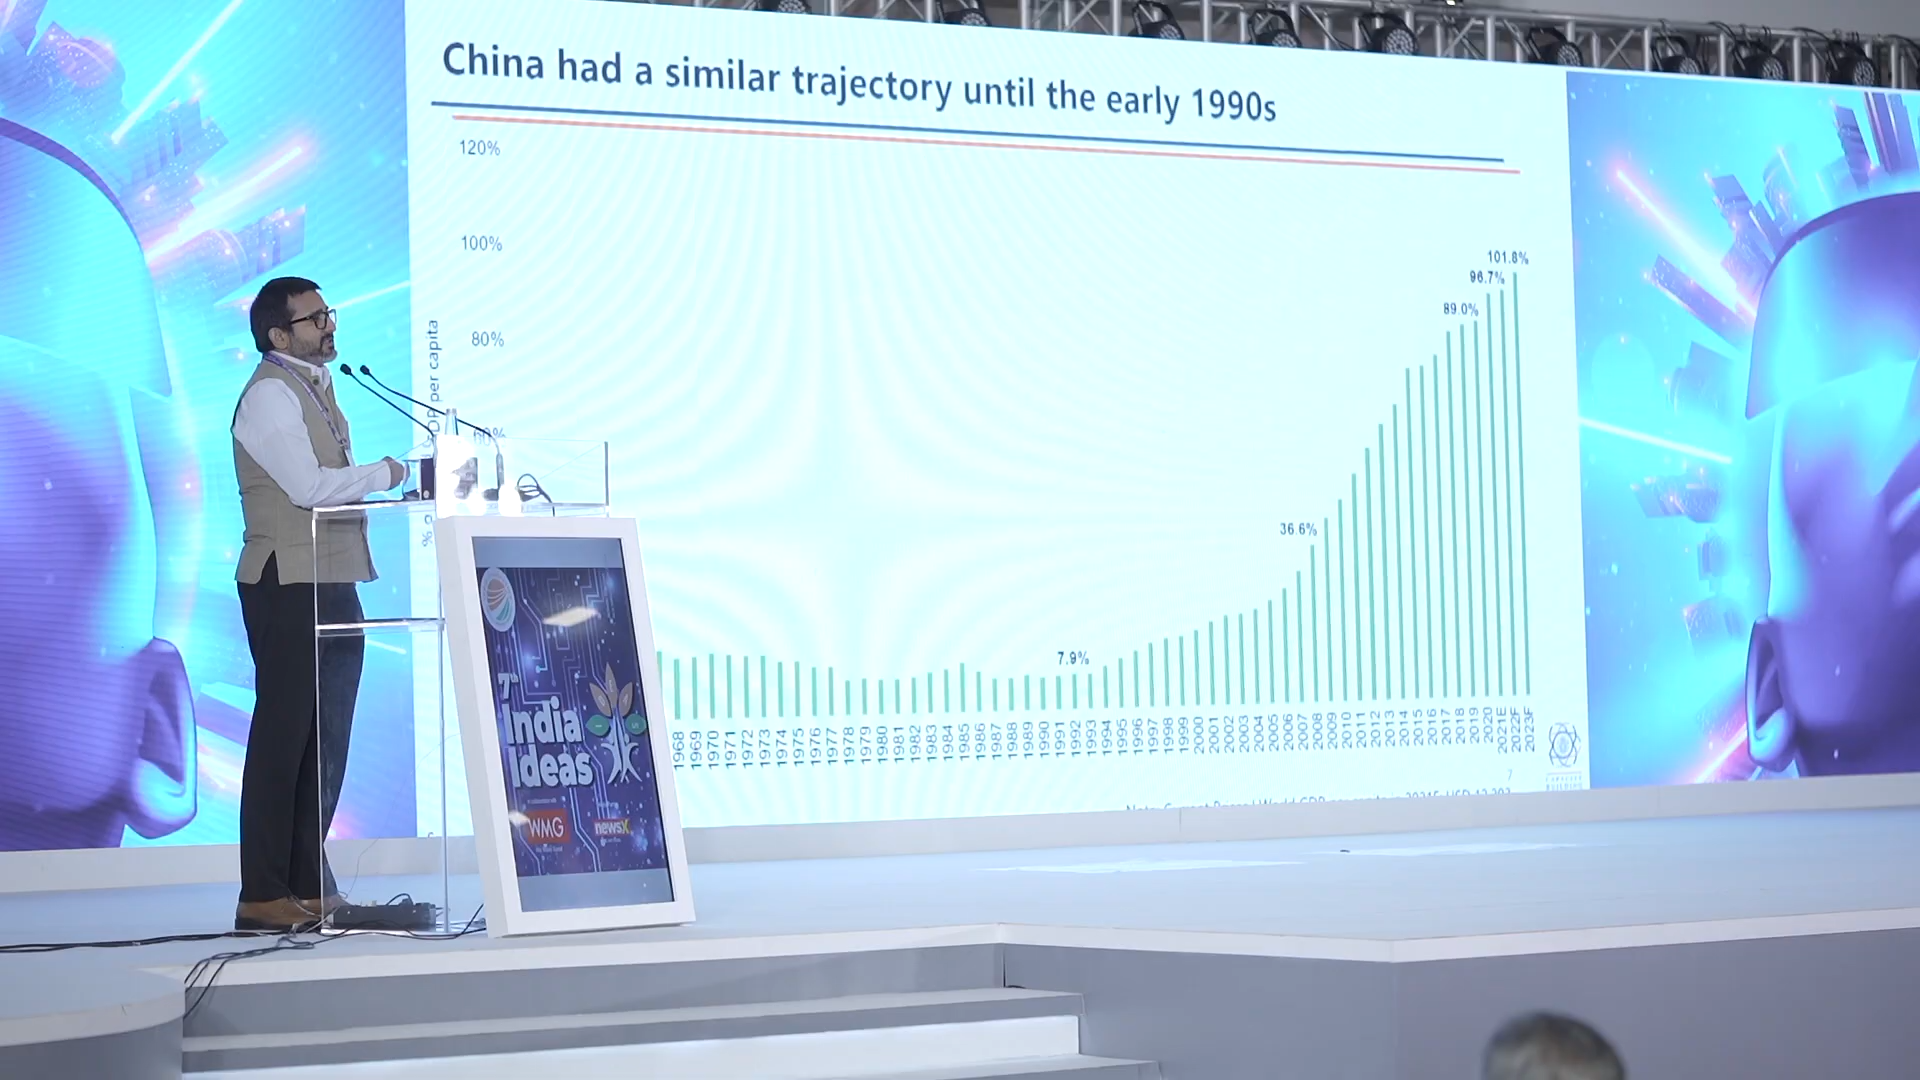 China had a similar trajectory until the early 1990s
120%
100%
80%
60%
per capita
101.8%
96.7%
89.0%
36.6%
7.9%
1968 1969 1970 1971 1972 1973 1974 1975 1976 1977 1978 1979 1980 1981 1982 1983 1984 1985 1986 1987 1988 1989 1990 1991 1992 1993 1994 1995 1996 1997 1998 1999 2000 2001 2002 2003 2004 2005 2006 2007 2008 2009 2010 2011 2012 2013 2014 2015 2016 2017 2018 2019 2020 2021E 2022F 2023F
7
7th
India
Ideas
WMG
newsX